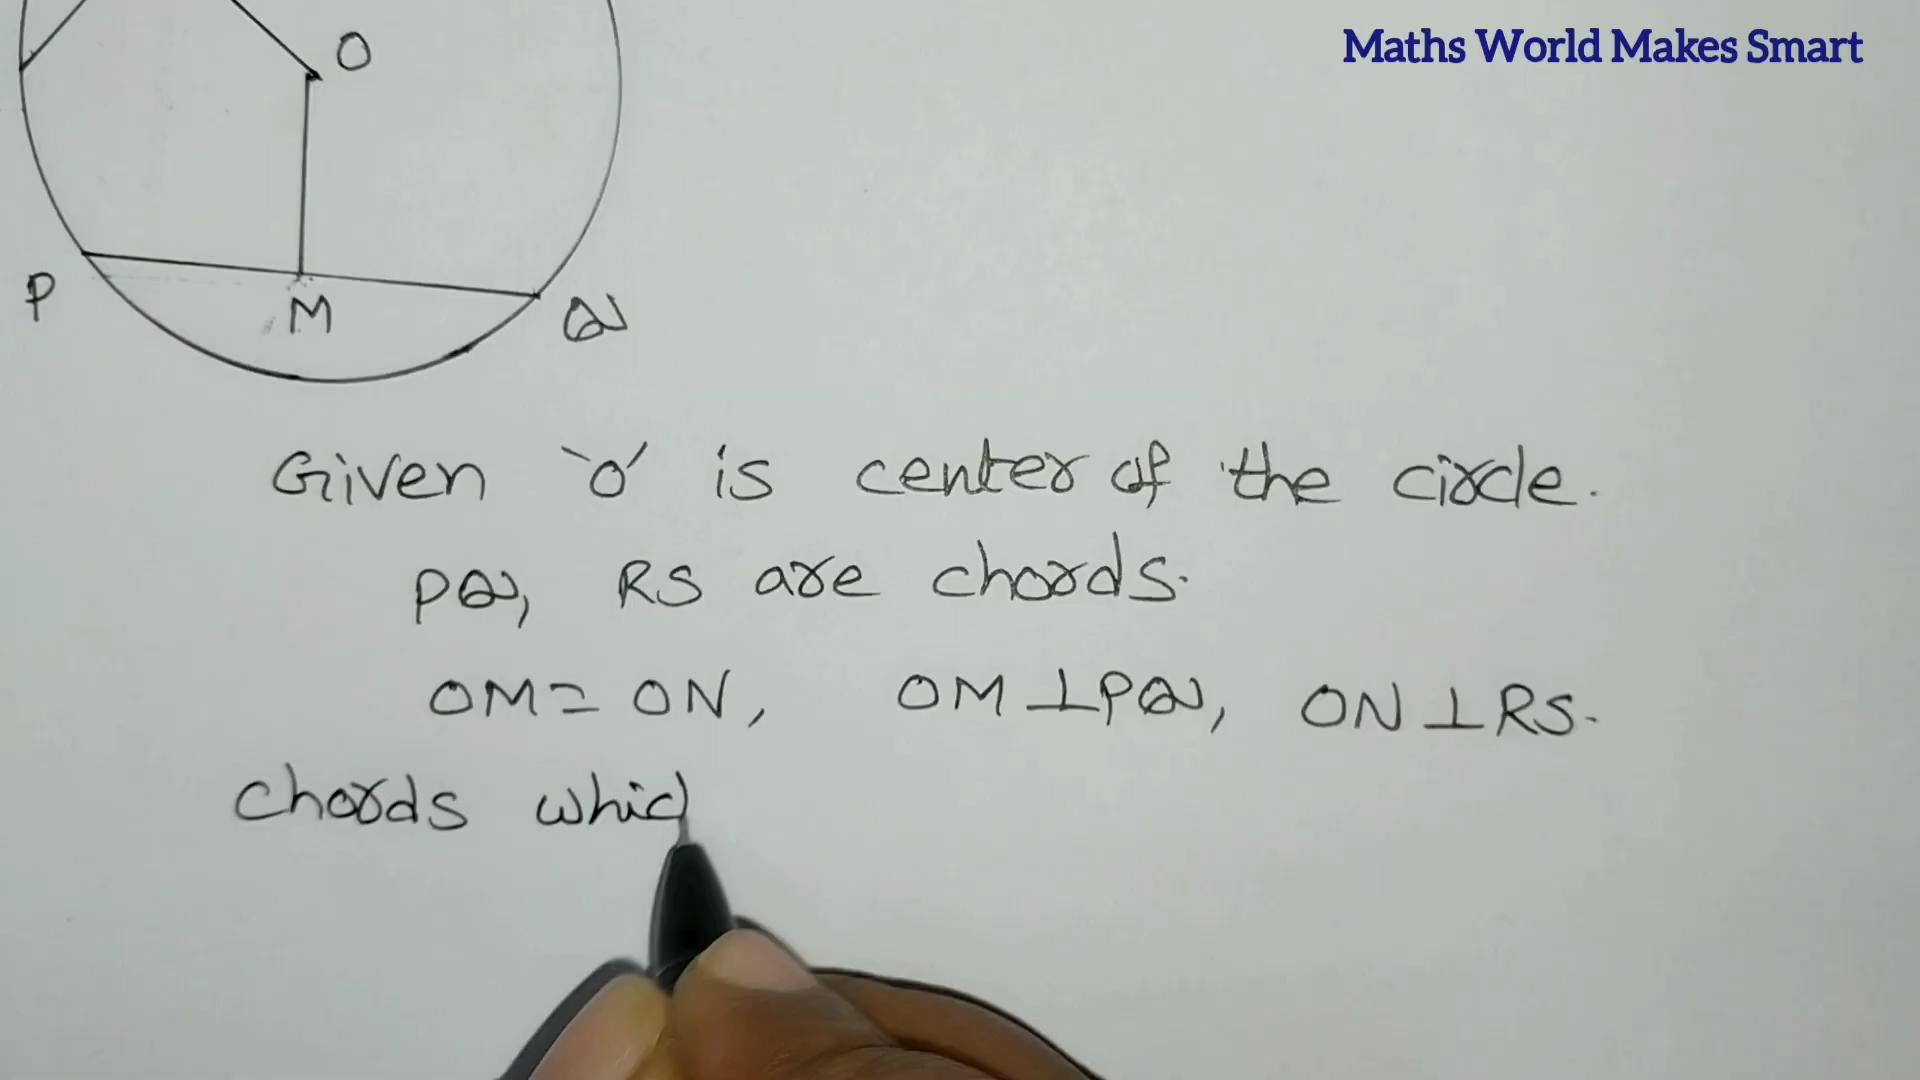 Maths World Makes Smart
O
P
M
Q
Given 'o' is center of the circle.
PQ, RS are chords.
OM = ON, OM ⊥ PQ, ON ⊥ RS.
chords which